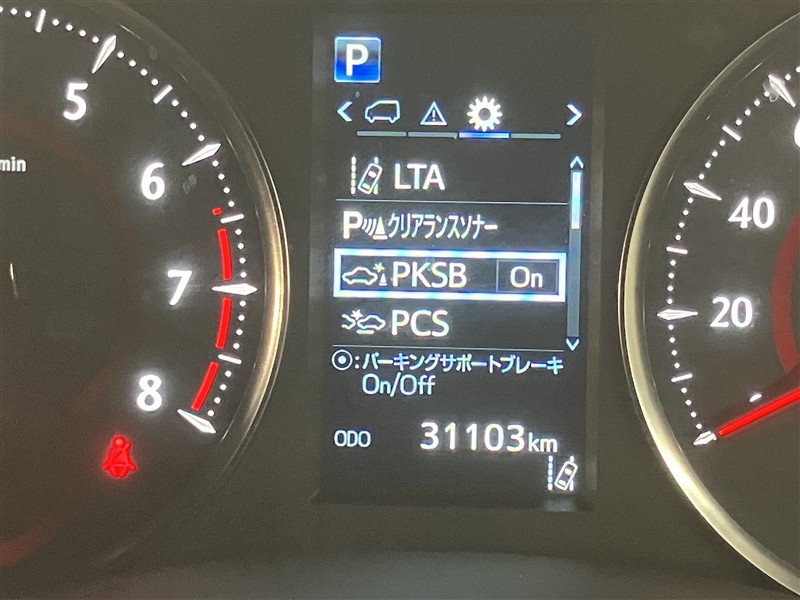 P
LTA
Pクリアランスソナー
PKSB On
PCS
:パーキングサポートブレーキ
On/Off
ODO 31103km
5
6
7
8
min
40
20